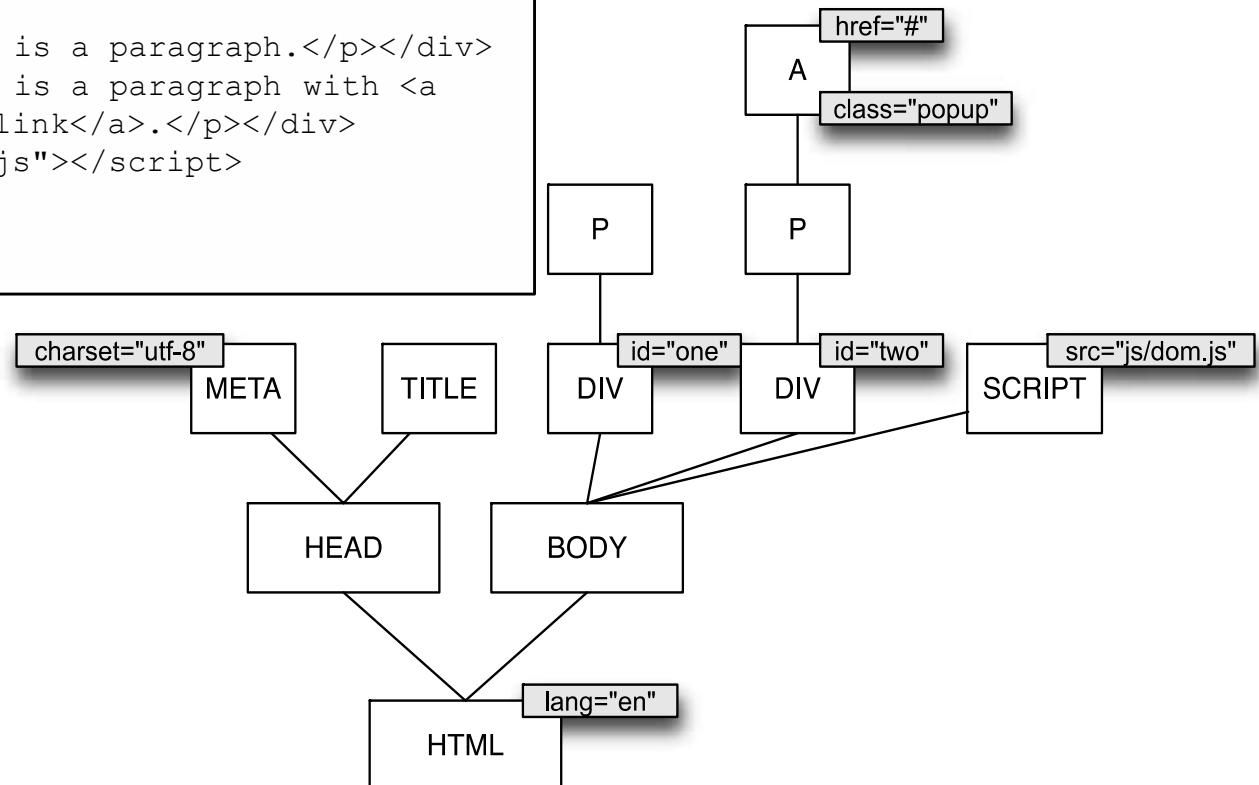 is a paragraph.</p></div>
is a paragraph with <a
link</a>.</p></div>
js"></script>
href="#"
A
class="popup"
P
P
charset="utf-8"
id="one"
id="two"
src="js/dom.js"
META
TITLE
DIV
DIV
SCRIPT
HEAD
BODY
lang="en"
HTML